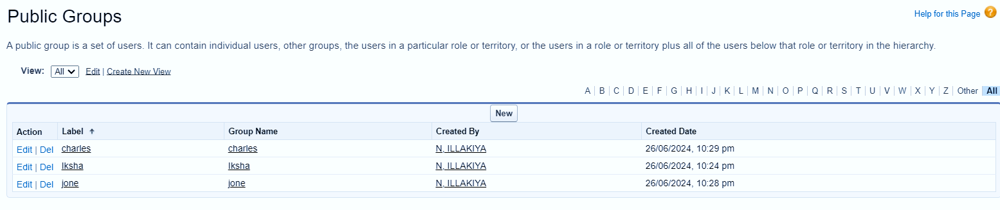 Public Groups
Help for this Page ?
A public group is a set of users. It can contain individual users, other groups, the users in a particular role or territory, or the users in a role or territory plus all of the users below that role or territory in the hierarchy.
View: All Edit | Create New View
A | B | C | D | E | F | G | H | I | J | K | L | M | N | O | P | Q | R | S | T | U | V | W | X | Y | Z | Other | All
New
Action Label ↑ Group Name Created By Created Date
Edit | Del charles charles N, ILLAKIYA 26/06/2024, 10:29 pm
Edit | Del Iksha Iksha N, ILLAKIYA 26/06/2024, 10:24 pm
Edit | Del jone jone N, ILLAKIYA 26/06/2024, 10:28 pm